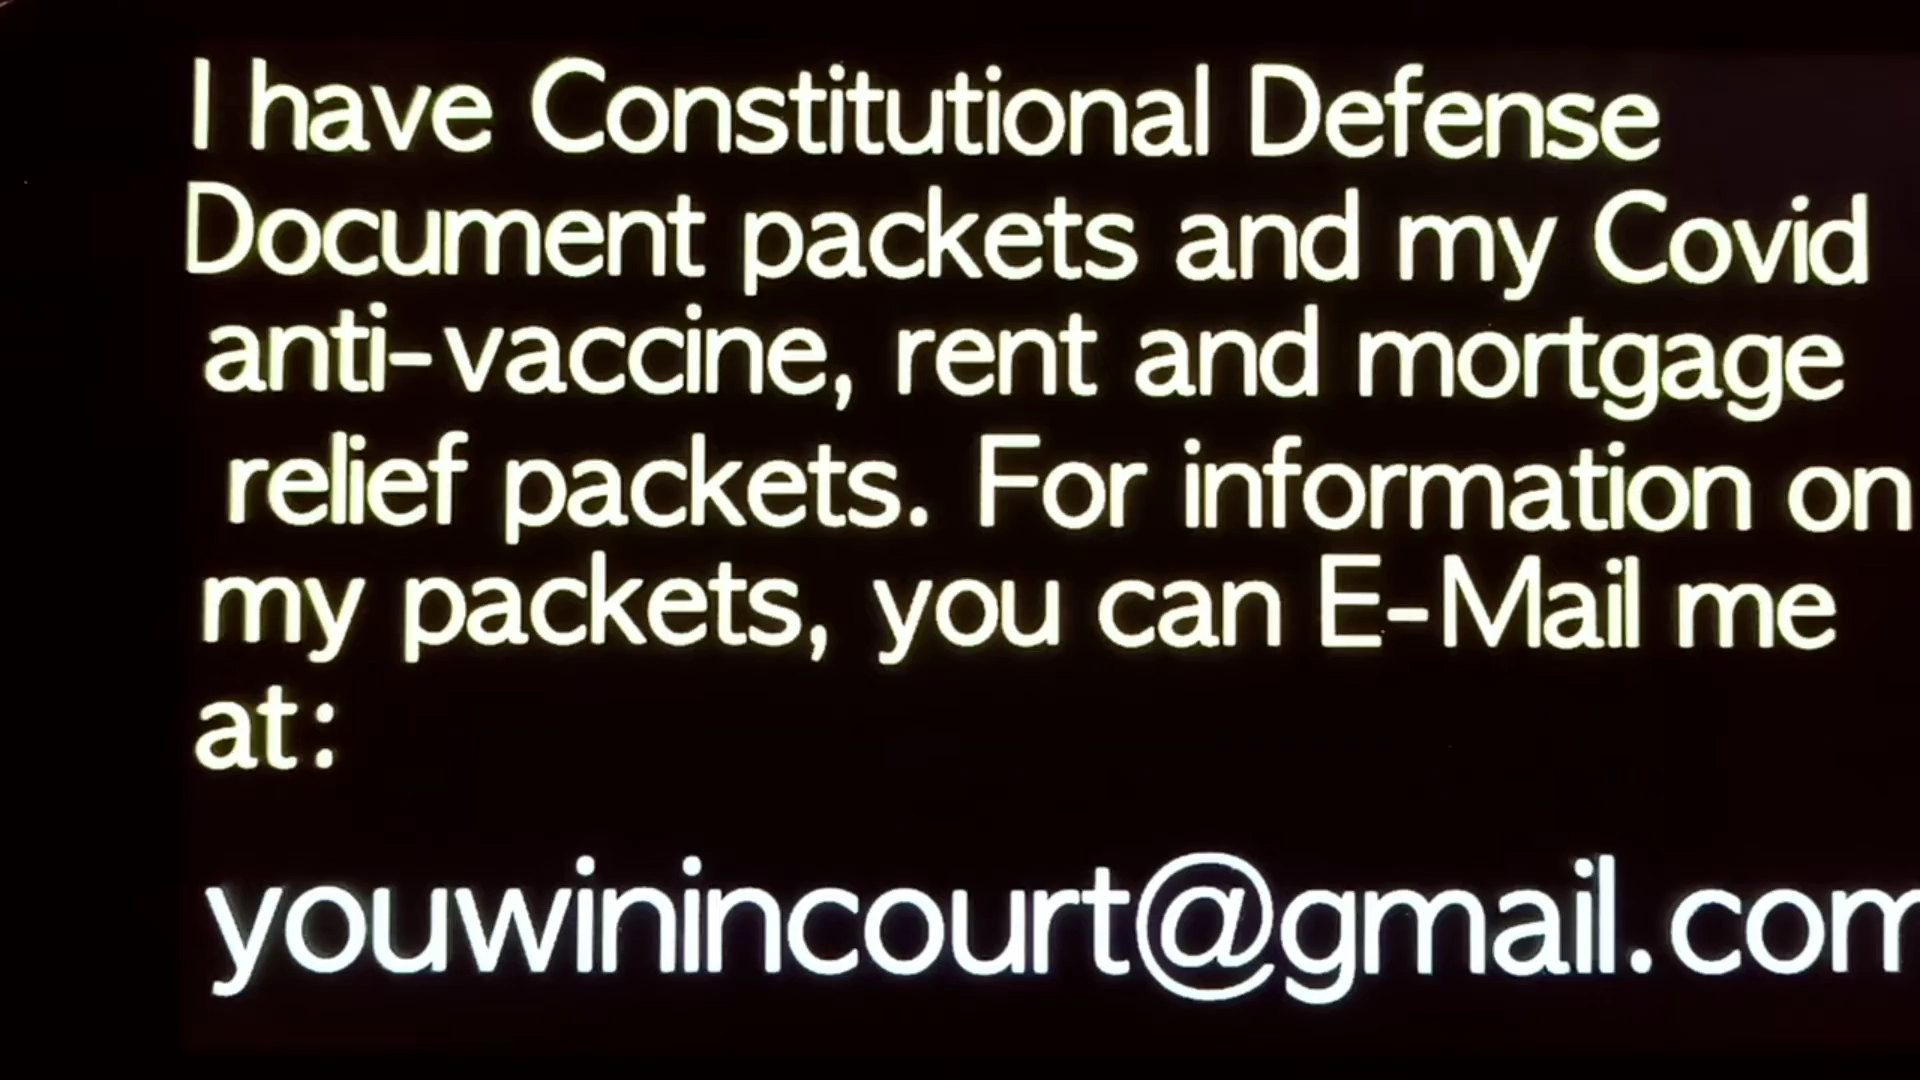 I have Constitutional Defense
Document packets and my Covid
anti-vaccine, rent and mortgage
relief packets. For information on
my packets, you can E-Mail me
at:
youwinincourt@gmail.com